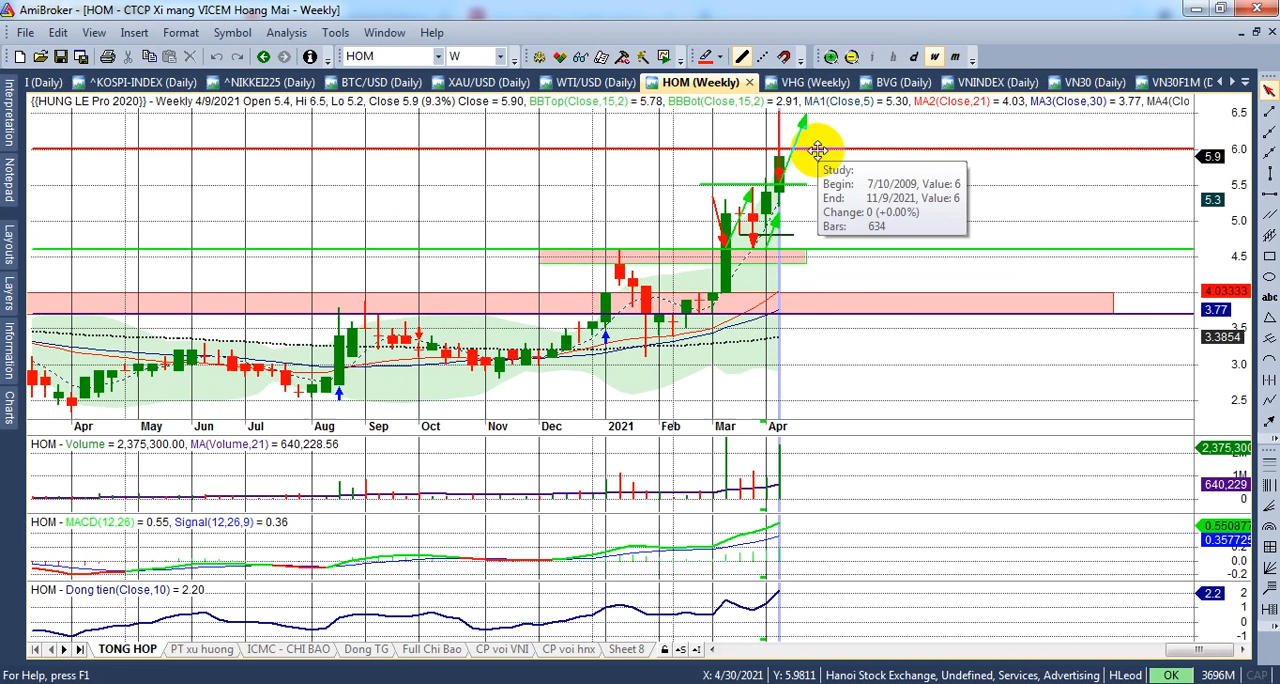 AmiBroker - [HOM - CTCP Xi mang VICEM Hoang Mai - Weekly]
File Edit View Insert Format Symbol Analysis Tools Window Help
HOM W i h d w m
I (Daily) ^KOSPI-INDEX (Daily) ^NIKKEI225 (Daily) BTC/USD (Daily) XAU/USD (Daily) WTI/USD (Daily) HOM (Weekly) VHG (Weekly) BVG (Daily) VNINDEX (Daily) VN30 (Daily) VN30F1M (D
{{HUNG LE Pro 2020}} - Weekly 4/9/2021 Open 5.4, Hi 6.5, Lo 5.2, Close 5.9 (9.3%) Close = 5.90, BBTop(Close,15,2) = 5.78, BBBot(Close,15,2) = 2.91, MA1(Close,5) = 5.30, MA2(Close,21) = 4.03, MA3(Close,30) = 3.77, MA4(Clo
Interpretation
Notepad
Layouts
Layers
Information
Charts
abc
6.5
6.0
5.9
5.5
5.3
5.0
4.5
4.03333
3.77
3.5
3.3854
3.0
2.5
Study:
Begin: 7/10/2009, Value: 6
End: 11/9/2021, Value: 6
Change: 0 (+0.00%)
Bars: 634
Apr May Jun Jul Aug Sep Oct Nov Dec 2021 Feb Mar Apr
HOM - Volume = 2,375,300.00, MA(Volume,21) = 640,228.56
2,375,300
1M
640,229
0
HOM - MACD(12,26) = 0.55, Signal(12,26,9) = 0.36
0.550877
0.357725
0.2
-0.0
-0.2
HOM - Dong tien(Close,10) = 2.20
2.2
2
1
0
-1
TONG HOP PT xu huong ICMC - CHI BAO Dong TG Full Chi Bao CP voi VNI CP voi hnx Sheet 8
For Help, press F1 X: 4/30/2021 Y: 5.9811 Hanoi Stock Exchange, Undefined, Services, Advertising HLeod OK 3696M CAP